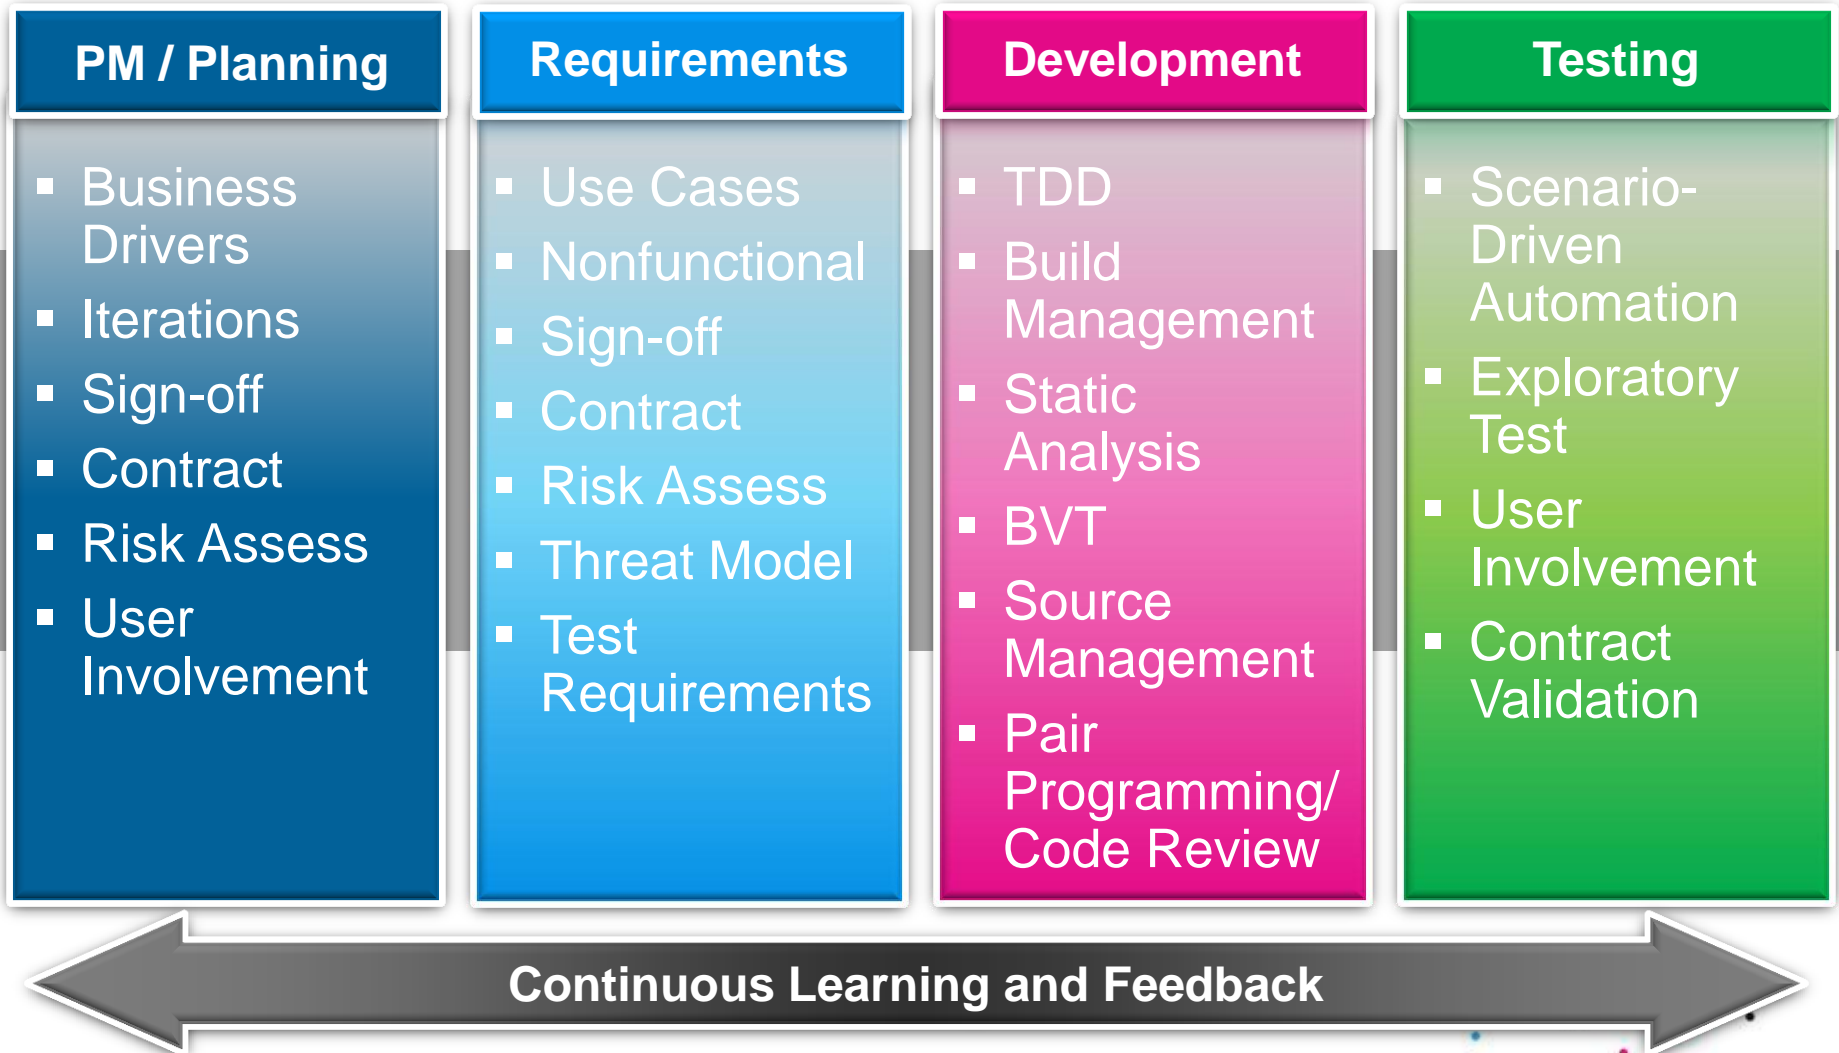 PM / Planning
Business
Drivers
Iterations
Sign-off
Contract
Risk Assess
User
Involvement
Requirements
Use Cases
Nonfunctional
Sign-off
Contract
Risk Assess
Threat Model
Test
Requirements
Development
TDD
Build
Management
Static
Analysis
BVT
Source
Management
Pair
Programming/
Code Review
Testing
Scenario-
Driven
Automation
Exploratory
Test
User
Involvement
Contract
Validation
Continuous Learning and Feedback